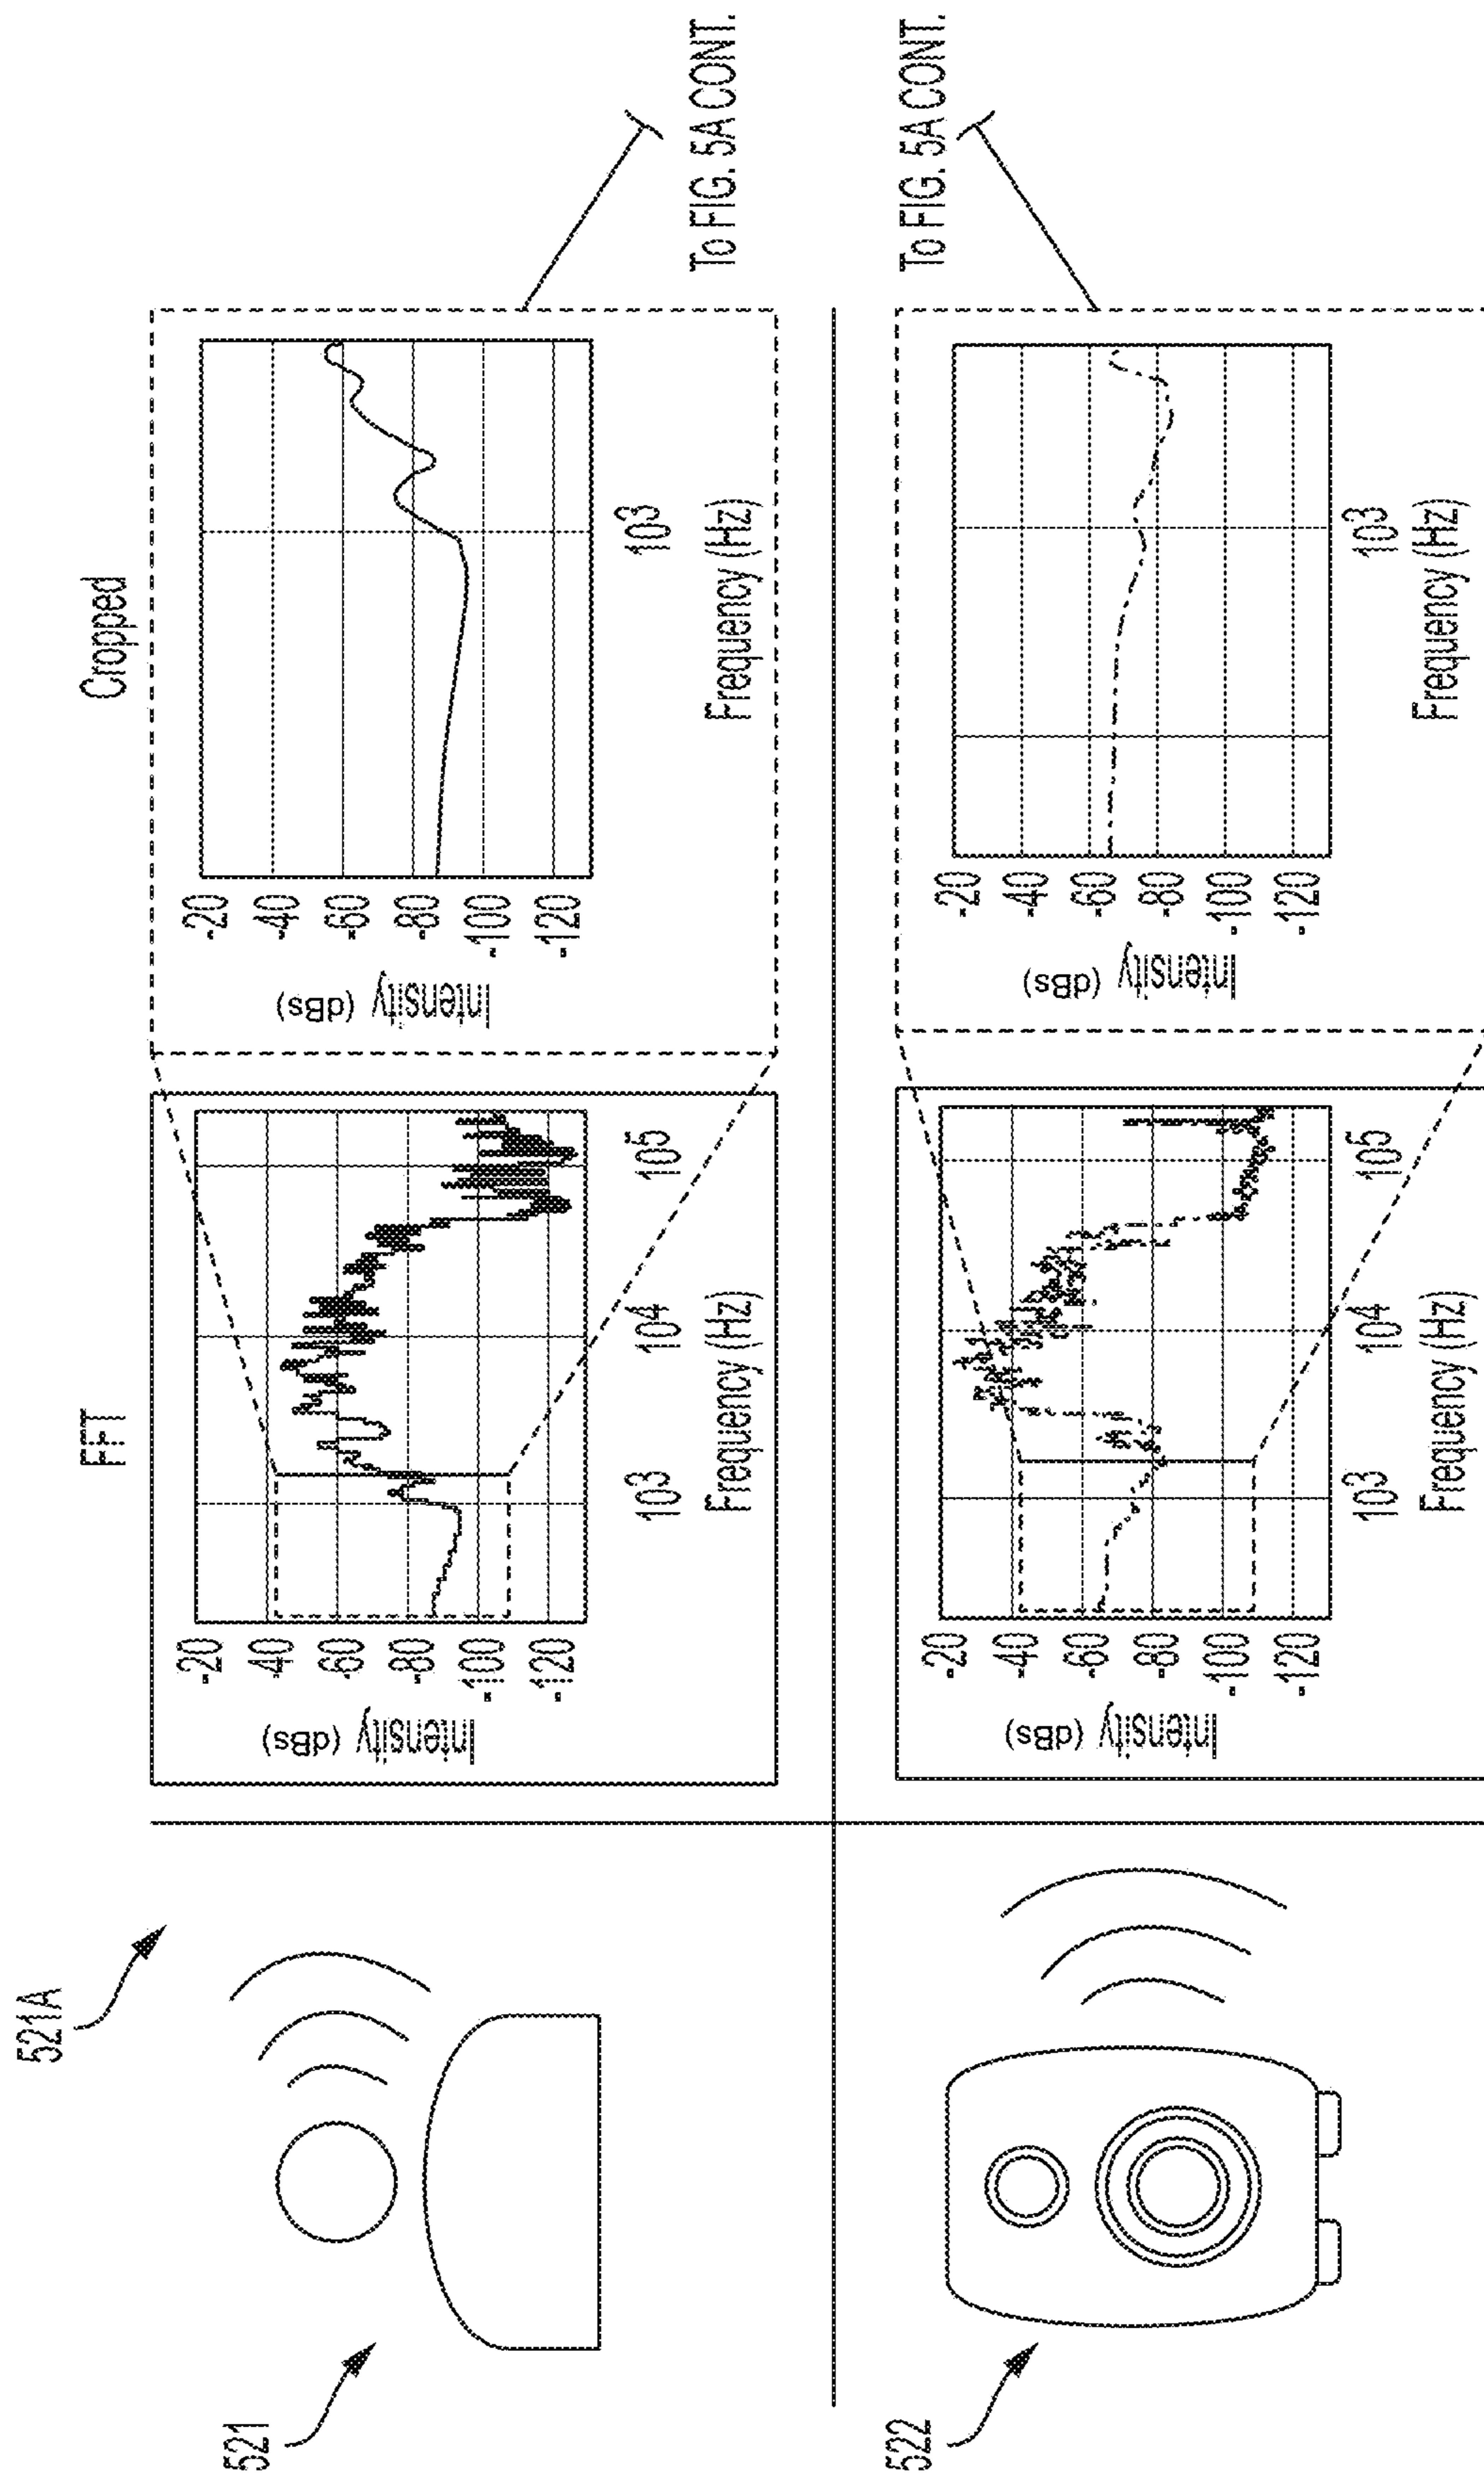 FFT
Cropped
521A
521
Intensity (dBs)
-20
-40
-60
-80
-100
-120
10³
10⁴
10⁵
Frequency (Hz)
Intensity (dBs)
-20
-40
-60
-80
-100
-120
10³
Frequency (Hz)
To FIG. 5A CONT.
522
Intensity (dBs)
-20
-40
-60
-80
-100
-120
10³
10⁴
10⁵
Frequency (Hz)
Intensity (dBs)
-20
-40
-60
-80
-100
-120
10³
Frequency (Hz)
To FIG. 5A CONT.